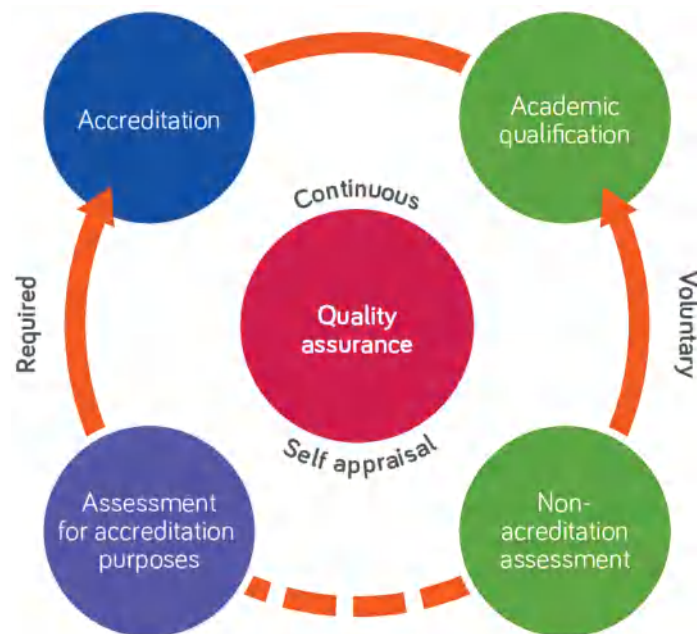 Accreditation
Academic
qualification
Continuous
Required
Quality
assurance
Voluntary
Self appraisal
Assessment
for accreditation
purposes
Non-
acreditation
assessment